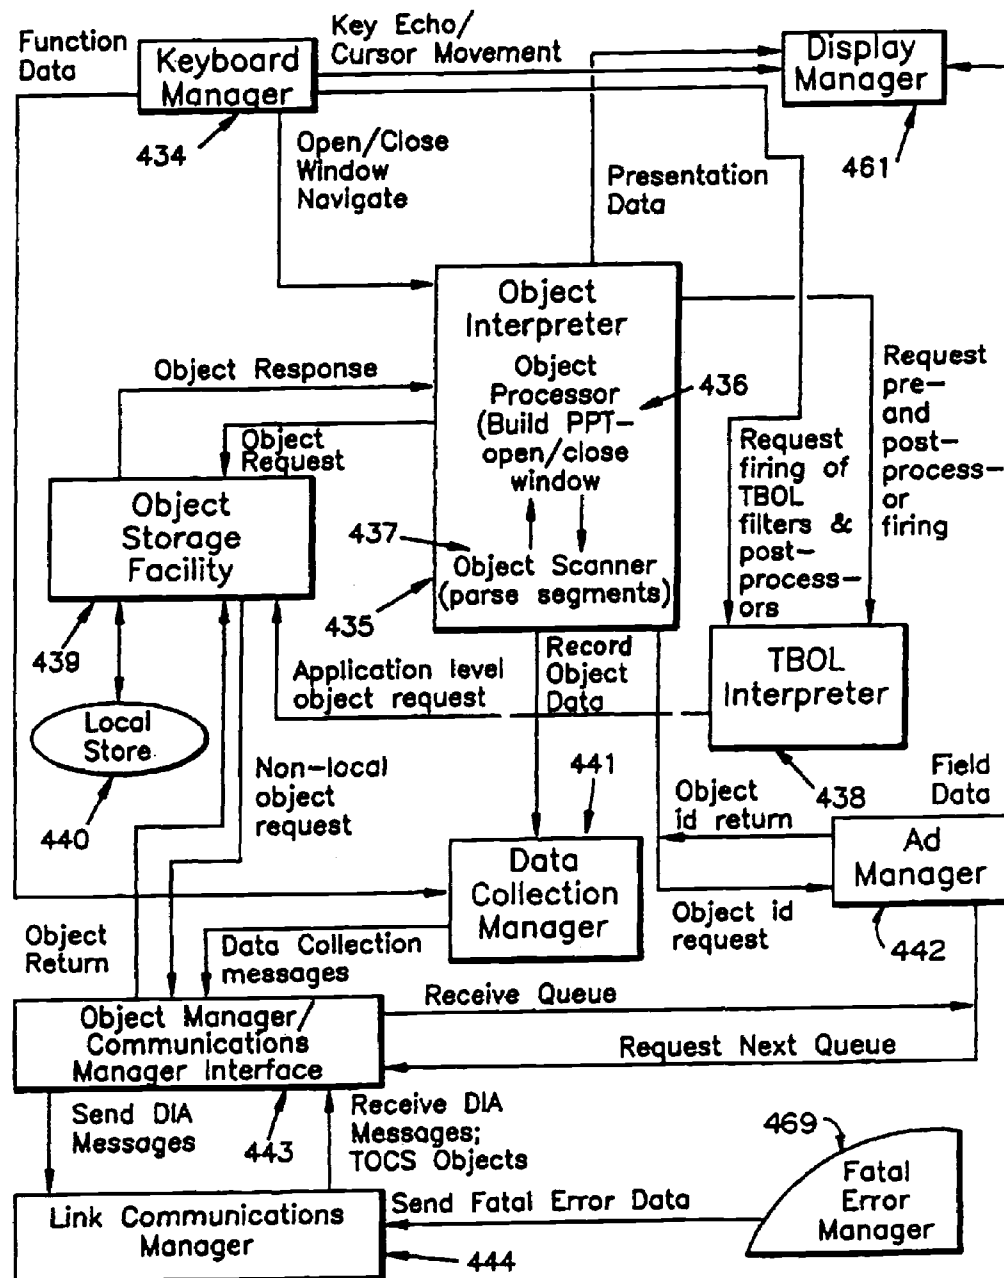 Function
Data
Keyboard
Manager
434
Key Echo/
Cursor Movement
Display
Manager
461
Open/Close
Window
Navigate
Presentation
Data
Object
Interpreter
Object
Processor
(Build PPT-
open/close
window
436
Object Scanner
(parse segments)
437
435
Object Response
Object
Request
Object
Storage
Facility
439
Local
Store
440
Request
firing of
TBOL
filters &
post-
process-
ors
Request
pre-
and
post-
process-
or
firing
TBOL
Interpreter
438
Application level
object request
Record
Object
Data
441
Non-local
object
request
Object
id return
Field
Data
Ad
Manager
442
Object id
request
Data
Collection
Manager
Object
Return
Data Collection
messages
Receive Queue
Request Next Queue
Object Manager/
Communications
Manager Interface
443
Send DIA
Messages
Receive DIA
Messages;
TOCS Objects
469
Fatal
Error
Manager
Send Fatal Error Data
Link Communications
Manager
444